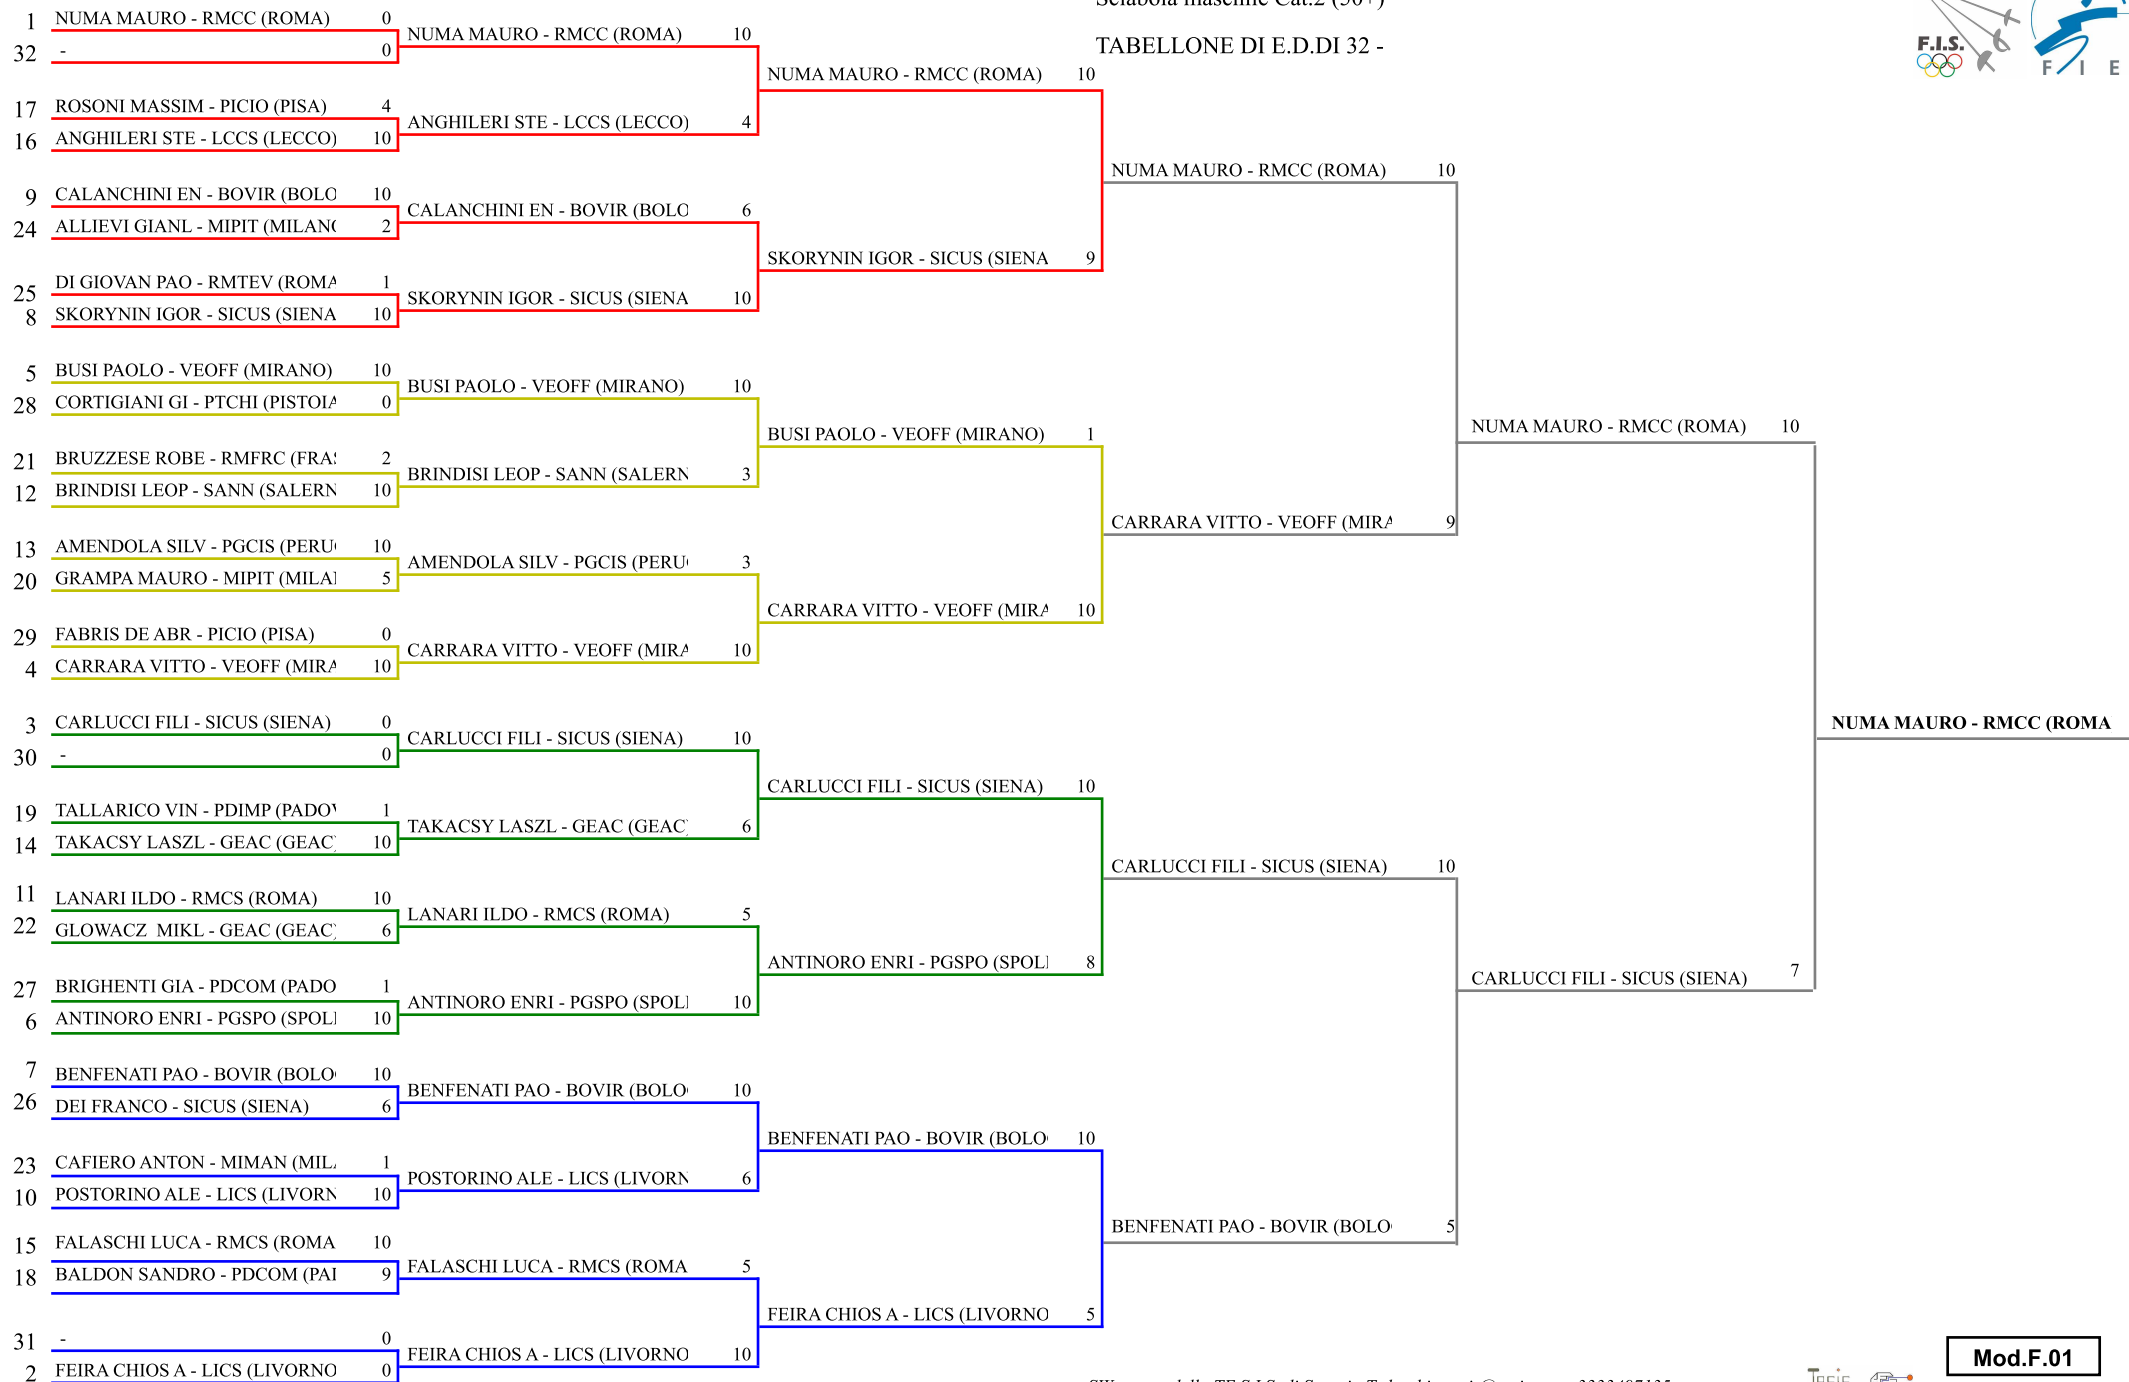 Sciabola maschile Cat.2 (50+)
TABELLONE DI E.D.DI 32 -
F.I.S.
F I E
1 NUMA MAURO - RMCC (ROMA) 0
32 - 0
17 ROSONI MASSIM - PICIO (PISA) 4
16 ANGHILERI STE - LCCS (LECCO) 10
9 CALANCHINI EN - BOVIR (BOLO 10
24 ALLIEVI GIANL - MIPIT (MILAN 2
25 DI GIOVAN PAO - RMTEV (ROMA 1
8 SKORYNIN IGOR - SICUS (SIENA 10
5 BUSI PAOLO - VEOFF (MIRANO) 10
28 CORTIGIANI GI - PTCHI (PISTOIA 0
21 BRUZZESE ROBE - RMFRC (FRAS 2
12 BRINDISI LEOP - SANN (SALERN 10
13 AMENDOLA SILV - PGCIS (PERU 10
20 GRAMPA MAURO - MIPIT (MILA 5
29 FABRIS DE ABR - PICIO (PISA) 0
4 CARRARA VITTO - VEOFF (MIRA 10
3 CARLUCCI FILI - SICUS (SIENA) 0
30 - 0
19 TALLARICO VIN - PDIMP (PADOV 1
14 TAKACSY LASZL - GEAC (GEAC) 10
11 LANARI ILDO - RMCS (ROMA) 10
22 GLOWACZ MIKL - GEAC (GEAC) 6
27 BRIGHENTI GIA - PDCOM (PADO 1
6 ANTINORO ENRI - PGSPO (SPOL 10
7 BENFENATI PAO - BOVIR (BOLO 10
26 DEI FRANCO - SICUS (SIENA) 6
23 CAFIERO ANTON - MIMAN (MIL 1
10 POSTORINO ALE - LICS (LIVORN 10
15 FALASCHI LUCA - RMCS (ROMA 10
18 BALDON SANDRO - PDCOM (PA 9
31 - 0
2 FEIRA CHIOS A - LICS (LIVORNO 0
NUMA MAURO - RMCC (ROMA) 10
ANGHILERI STE - LCCS (LECCO) 4
CALANCHINI EN - BOVIR (BOLO 6
SKORYNIN IGOR - SICUS (SIENA 10
BUSI PAOLO - VEOFF (MIRANO) 10
BRINDISI LEOP - SANN (SALERN 3
AMENDOLA SILV - PGCIS (PERU 3
CARRARA VITTO - VEOFF (MIRA 10
CARLUCCI FILI - SICUS (SIENA) 10
TAKACSY LASZL - GEAC (GEAC) 6
LANARI ILDO - RMCS (ROMA) 5
ANTINORO ENRI - PGSPO (SPOL 10
BENFENATI PAO - BOVIR (BOLO 10
POSTORINO ALE - LICS (LIVORN 6
FALASCHI LUCA - RMCS (ROMA 5
FEIRA CHIOS A - LICS (LIVORNO 10
NUMA MAURO - RMCC (ROMA) 10
SKORYNIN IGOR - SICUS (SIENA 9
BUSI PAOLO - VEOFF (MIRANO) 1
CARRARA VITTO - VEOFF (MIRA 10
CARLUCCI FILI - SICUS (SIENA) 10
ANTINORO ENRI - PGSPO (SPOL 8
BENFENATI PAO - BOVIR (BOLO 10
FEIRA CHIOS A - LICS (LIVORNO 5
NUMA MAURO - RMCC (ROMA) 10
CARRARA VITTO - VEOFF (MIRA 9
CARLUCCI FILI - SICUS (SIENA) 10
BENFENATI PAO - BOVIR (BOLO 5
NUMA MAURO - RMCC (ROMA) 10
CARLUCCI FILI - SICUS (SIENA) 7
NUMA MAURO - RMCC (ROMA
Mod.F.01